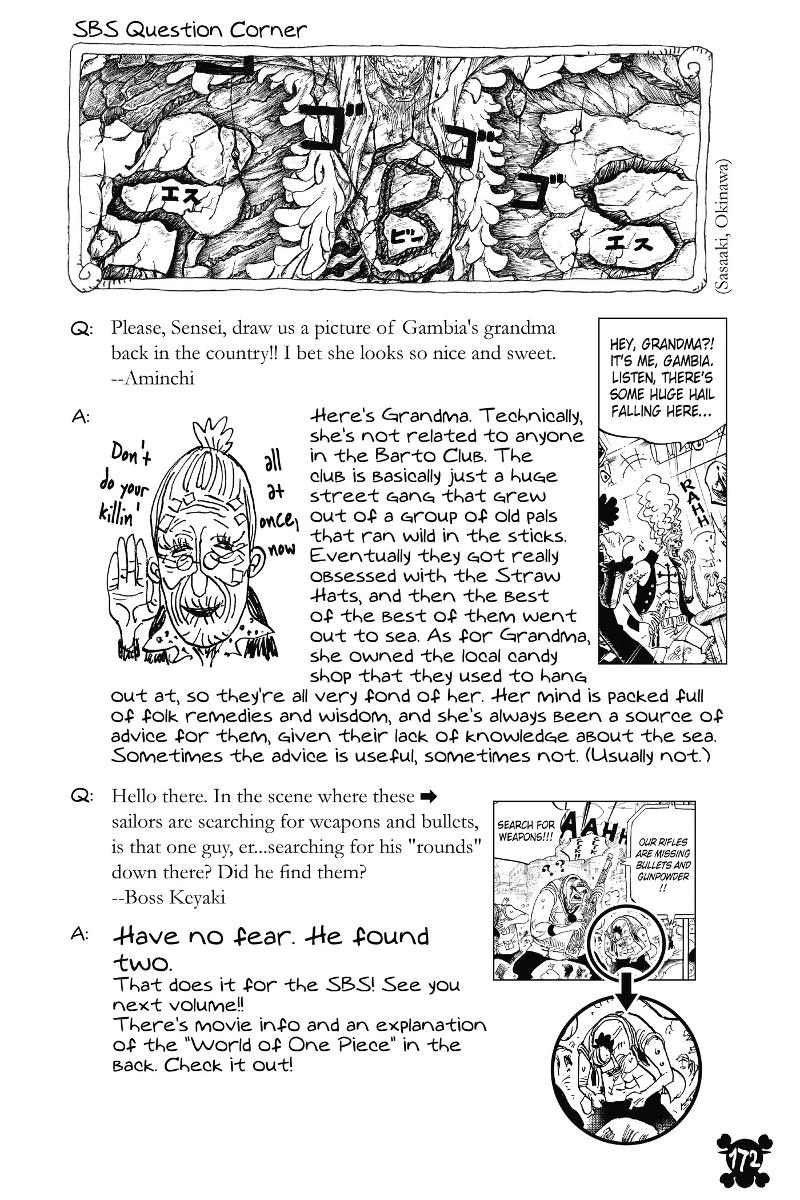 SBS Question Corner
ゴ
ゴ
ゴ
エス
B
ビー
エス
(Sasaaki, Okinawa)
Q: Please, Sensei, draw us a picture of Gambia's grandma
back in the country!! I bet she looks so nice and sweet.
--Aminchi
HEY, GRANDMA?!
IT'S ME, GAMBIA.
LISTEN, THERE'S
SOME HUGE HAIL
FALLING HERE...
RAHH
A:
Don't
do your
killin'
all
at
once,
now
Here's Grandma. Technically,
she's not related to anyone
in the Barto Club. The
club is basically just a huge
street gang that grew
out of a group of old pals
that ran wild in the sticks.
Eventually they got really
obsessed with the Straw
Hats, and then the best
of the best of them went
out to sea. As for Grandma,
she owned the local candy
shop that they used to hang
out at, so they're all very fond of her. Her mind is packed full
of folk remedies and wisdom, and she's always been a source of
advice for them, given their lack of knowledge about the sea.
Sometimes the advice is useful, sometimes not. (Usually not.)
Q: Hello there. In the scene where these ➡
sailors are searching for weapons and bullets,
is that one guy, er...searching for his "rounds"
down there? Did he find them?
--Boss Keyaki
SEARCH FOR
WEAPONS!!!
AAHH
? ?
OUR RIFLES
ARE MISSING
BULLETS AND
GUNPOWDER
!!
A: Have no fear. He found
two.
That does it for the SBS! See you
next volume!!
There's movie info and an explanation
of the "World of One Piece" in the
back. Check it out!
172